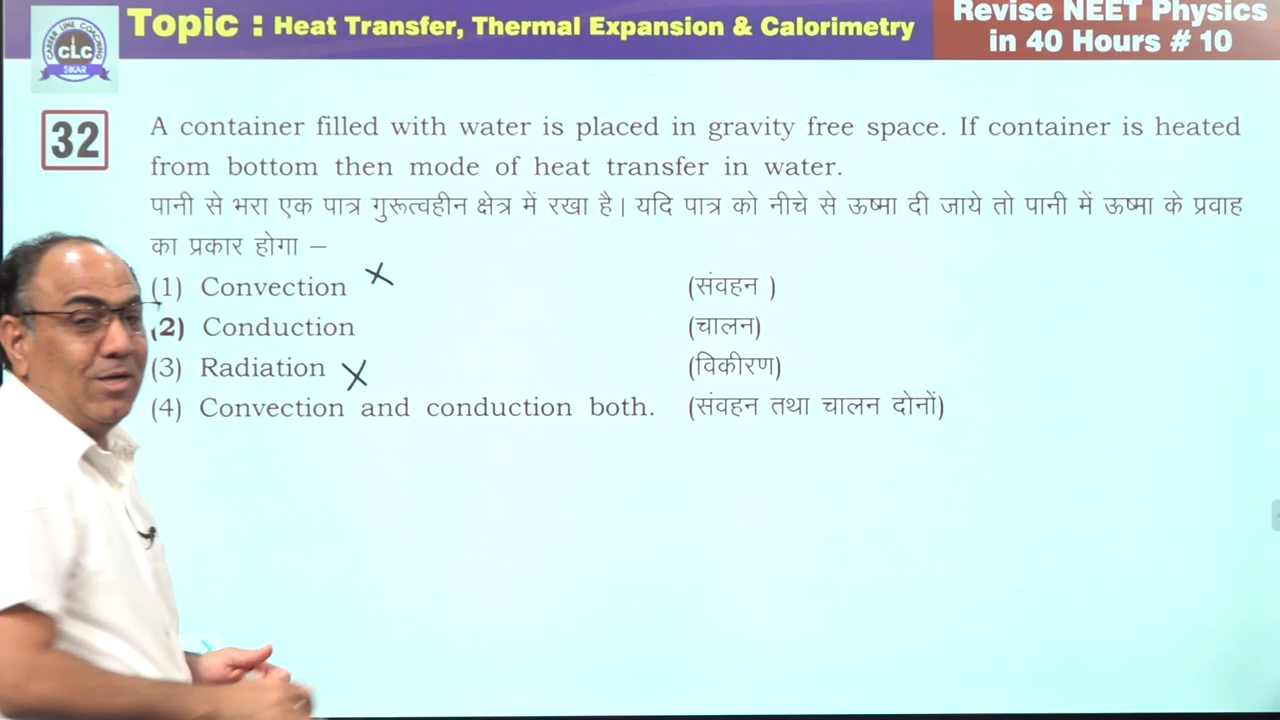 Topic : Heat Transfer, Thermal Expansion & Calorimetry
Revise NEET Physics
in 40 Hours # 10
CAREER LINE COACHING
CLC
SIKAR
32
A container filled with water is placed in gravity free space. If container is heated
from bottom then mode of heat transfer in water.
पानी से भरा एक पात्र गुरूत्वहीन क्षेत्र में रखा है। यदि पात्र को नीचे से ऊष्मा दी जाये तो पानी में ऊष्मा के प्रवाह
का प्रकार होगा –
(1) Convection (संवहन )
(2) Conduction (चालन)
(3) Radiation (विकीरण)
(4) Convection and conduction both. (संवहन तथा चालन दोनों)